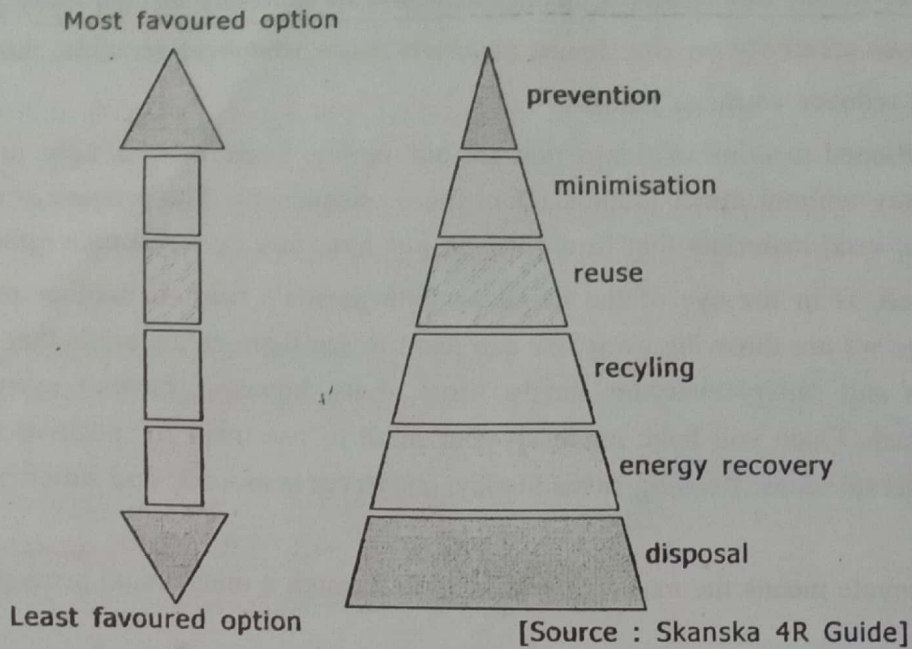 Most favoured option
prevention
minimisation
reuse
recyling
energy recovery
disposal
Least favoured option
[Source : Skanska 4R Guide]